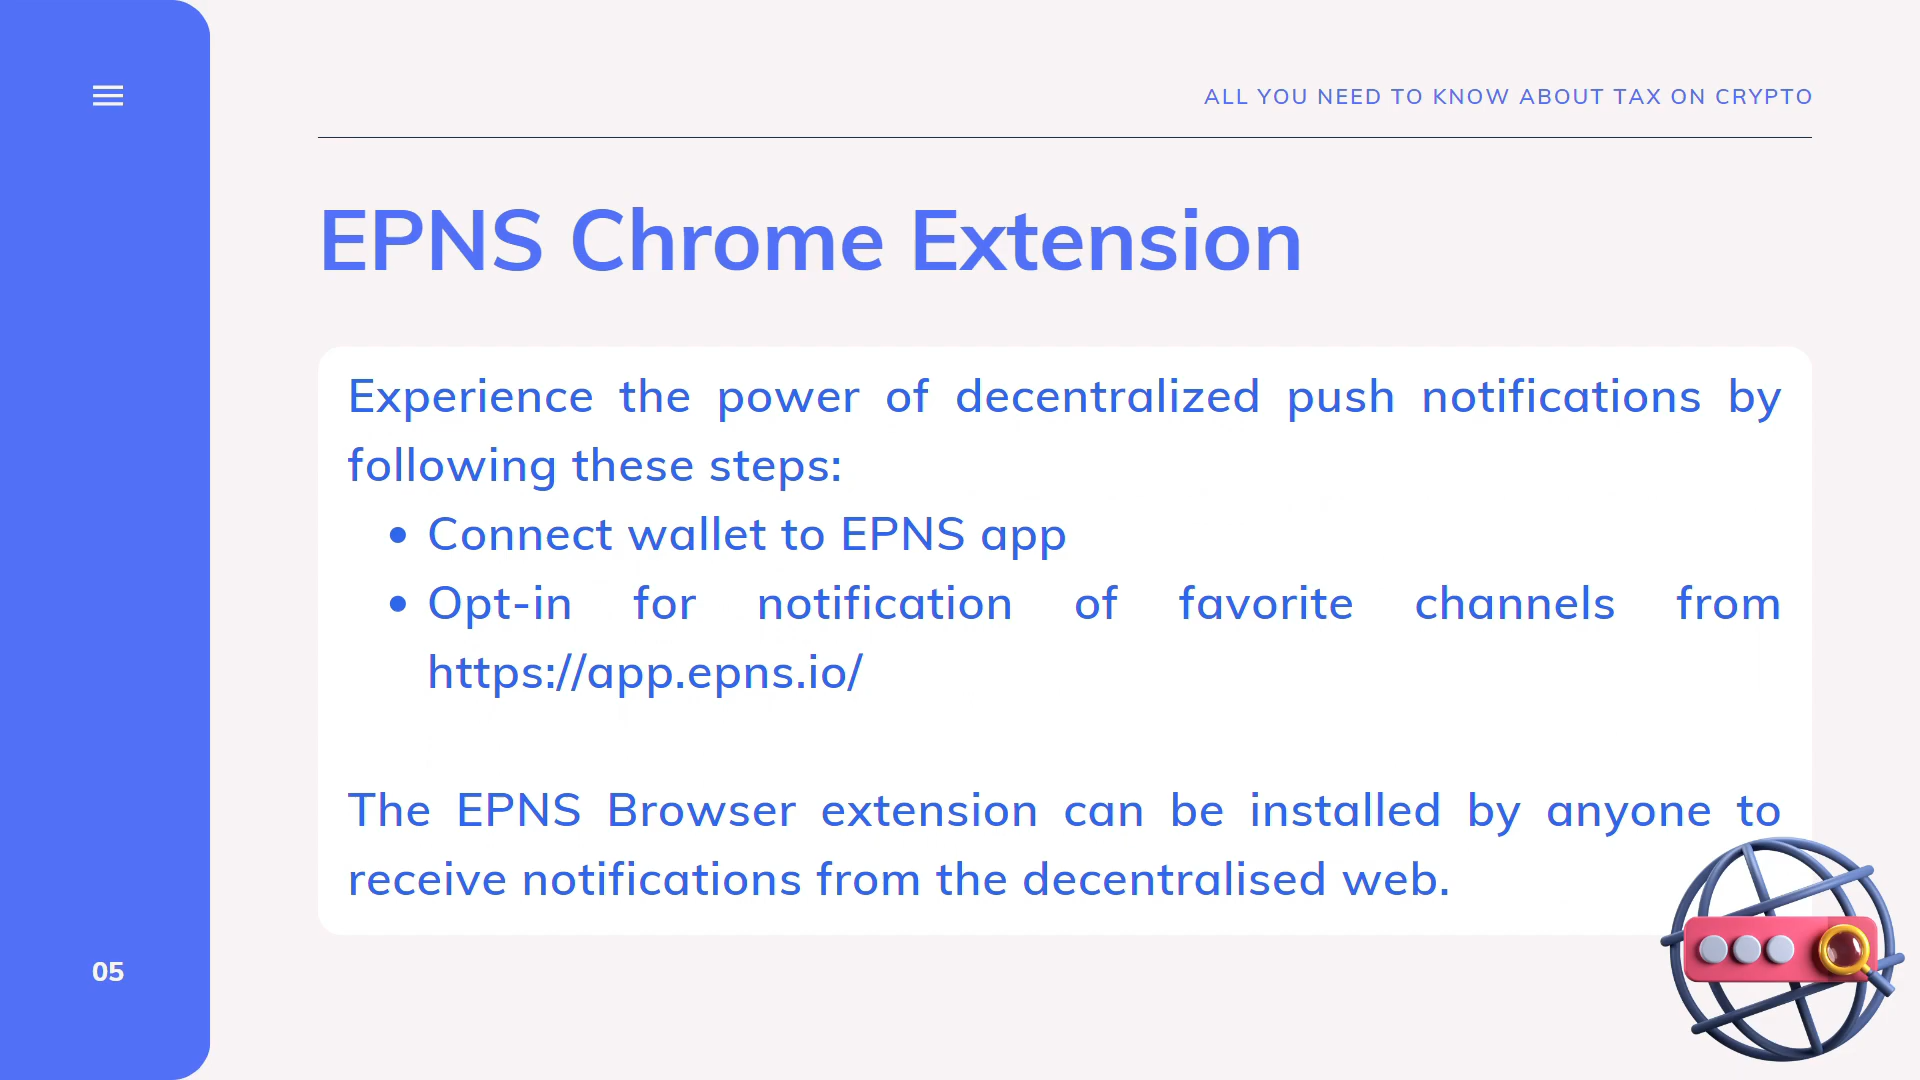 ALL YOU NEED TO KNOW ABOUT TAX ON CRYPTO
EPNS Chrome Extension
Experience the power of decentralized push notifications by
following these steps:
• Connect wallet to EPNS app
• Opt-in for notification of favorite channels from
https://app.epns.io/
The EPNS Browser extension can be installed by anyone to
receive notifications from the decentralised web.
05